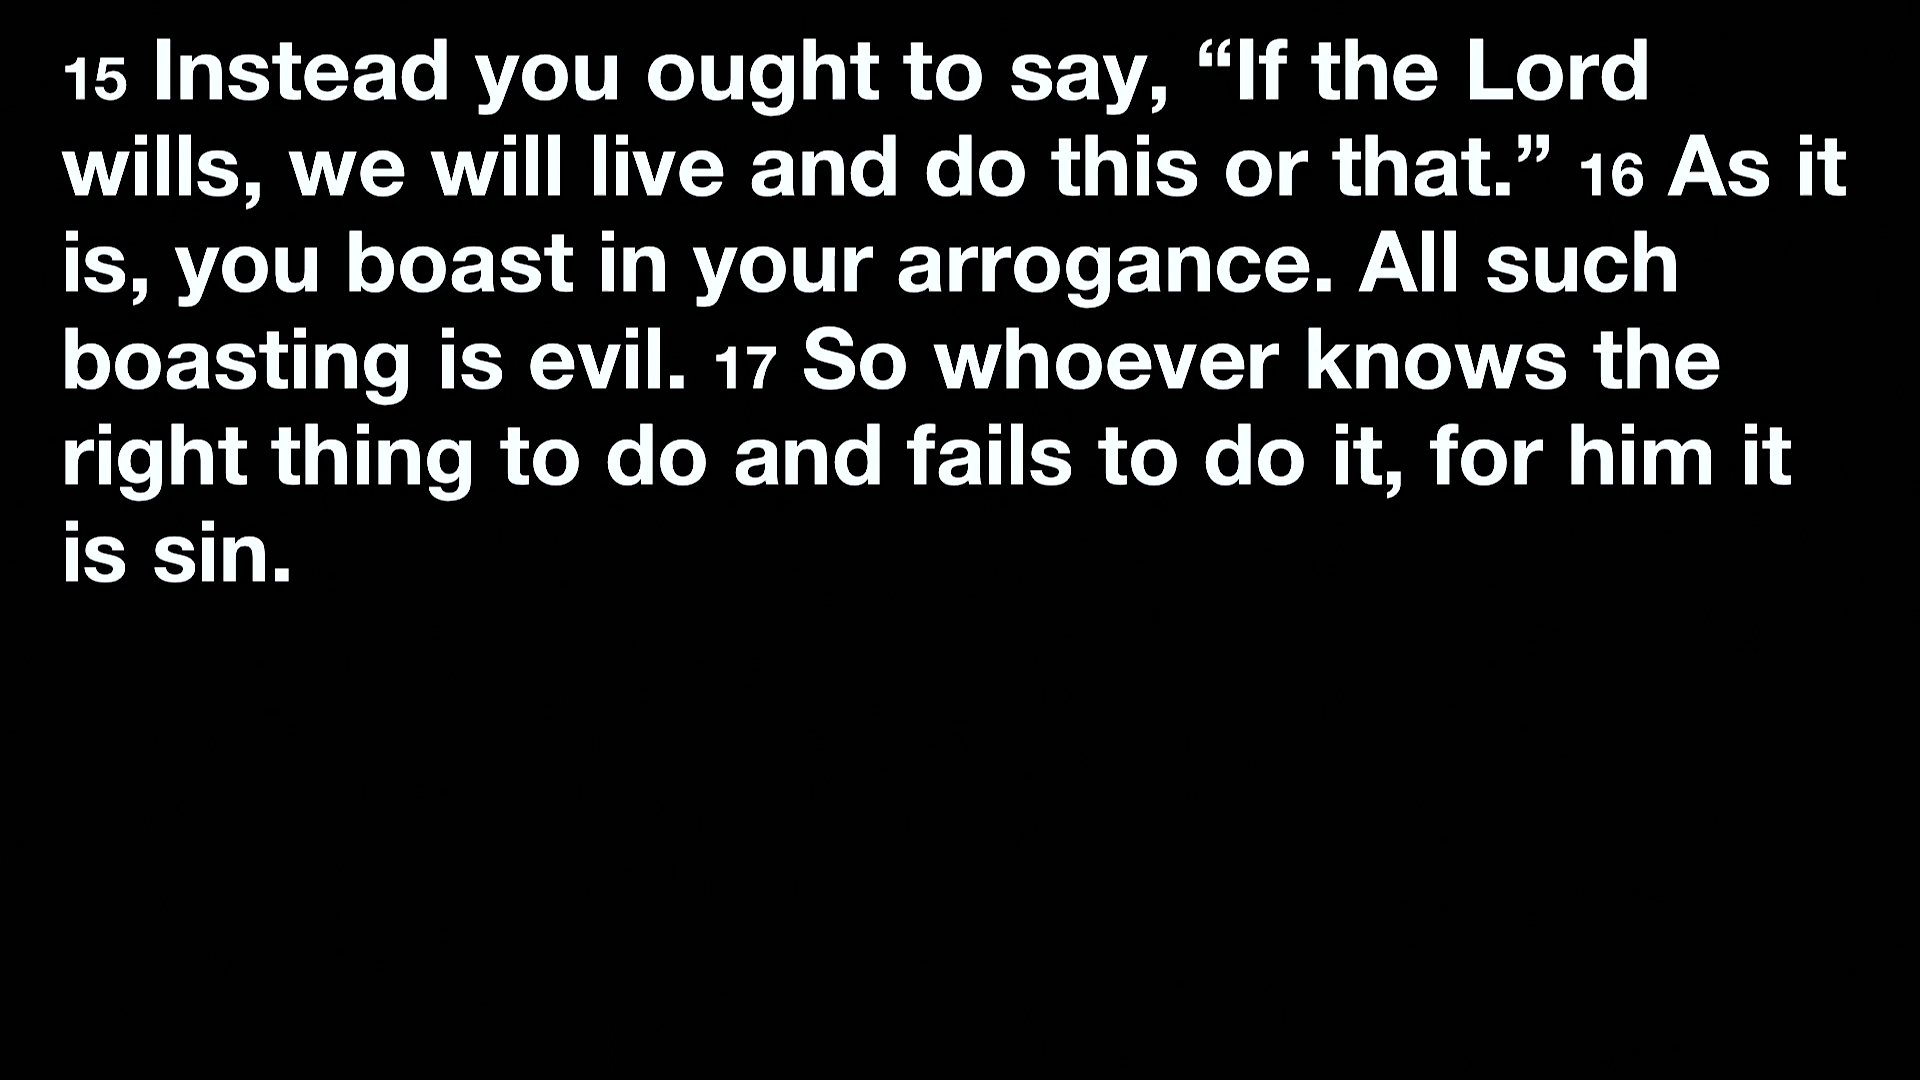 15 Instead you ought to say, “If the Lord
wills, we will live and do this or that.” 16 As it
is, you boast in your arrogance. All such
boasting is evil. 17 So whoever knows the
right thing to do and fails to do it, for him it
is sin.